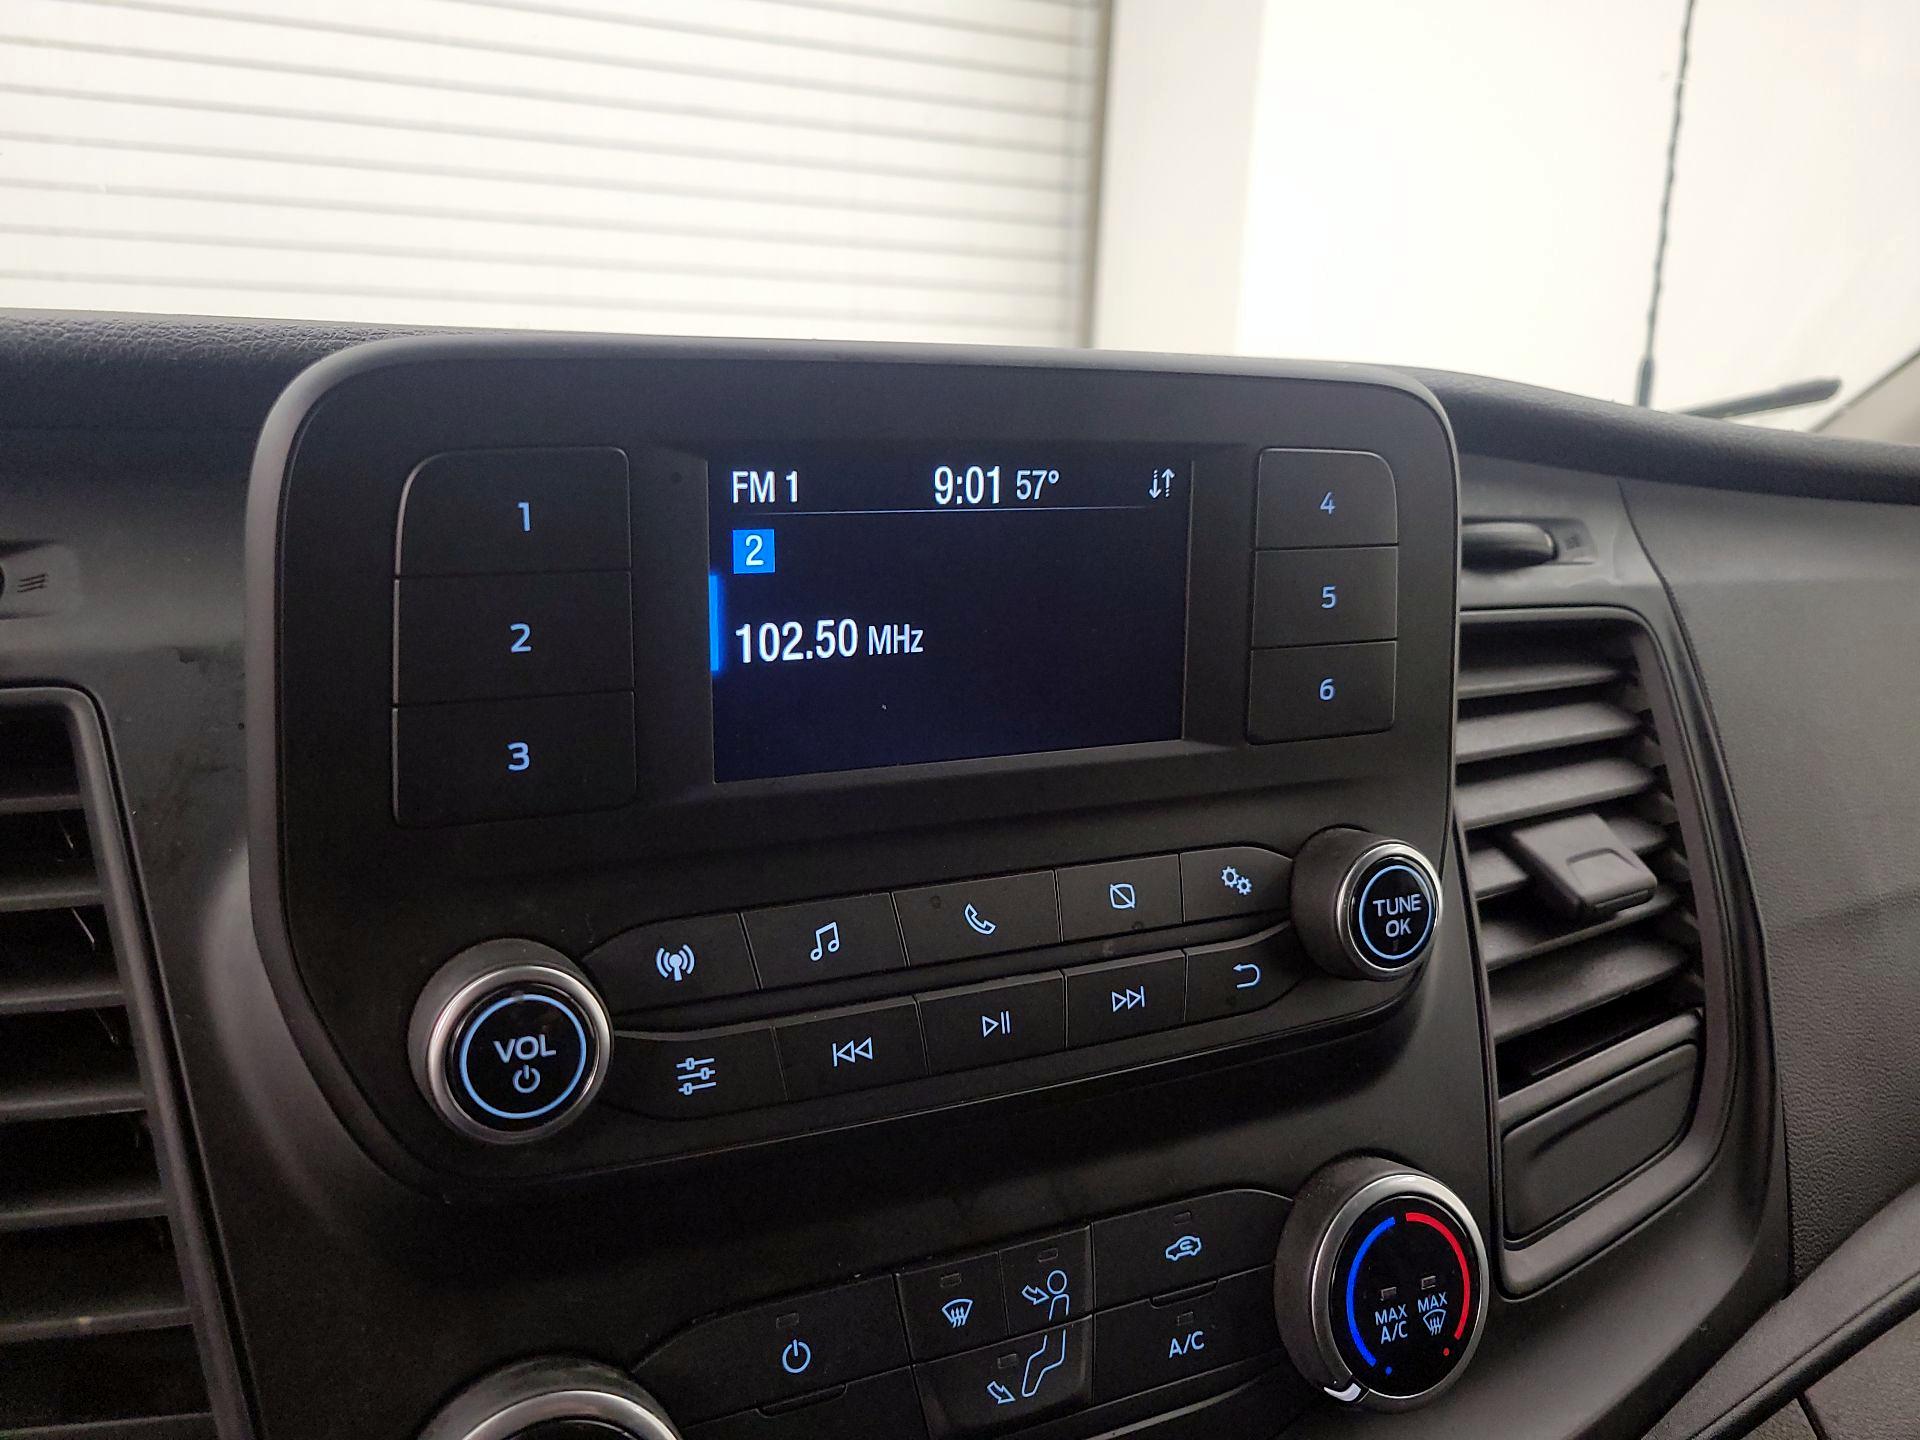 FM 1 9:01 57°
2
102.50 MHz
1
2
3
4
5
6
VOL
TUNE
OK
MAX
A/C
MAX
A/C